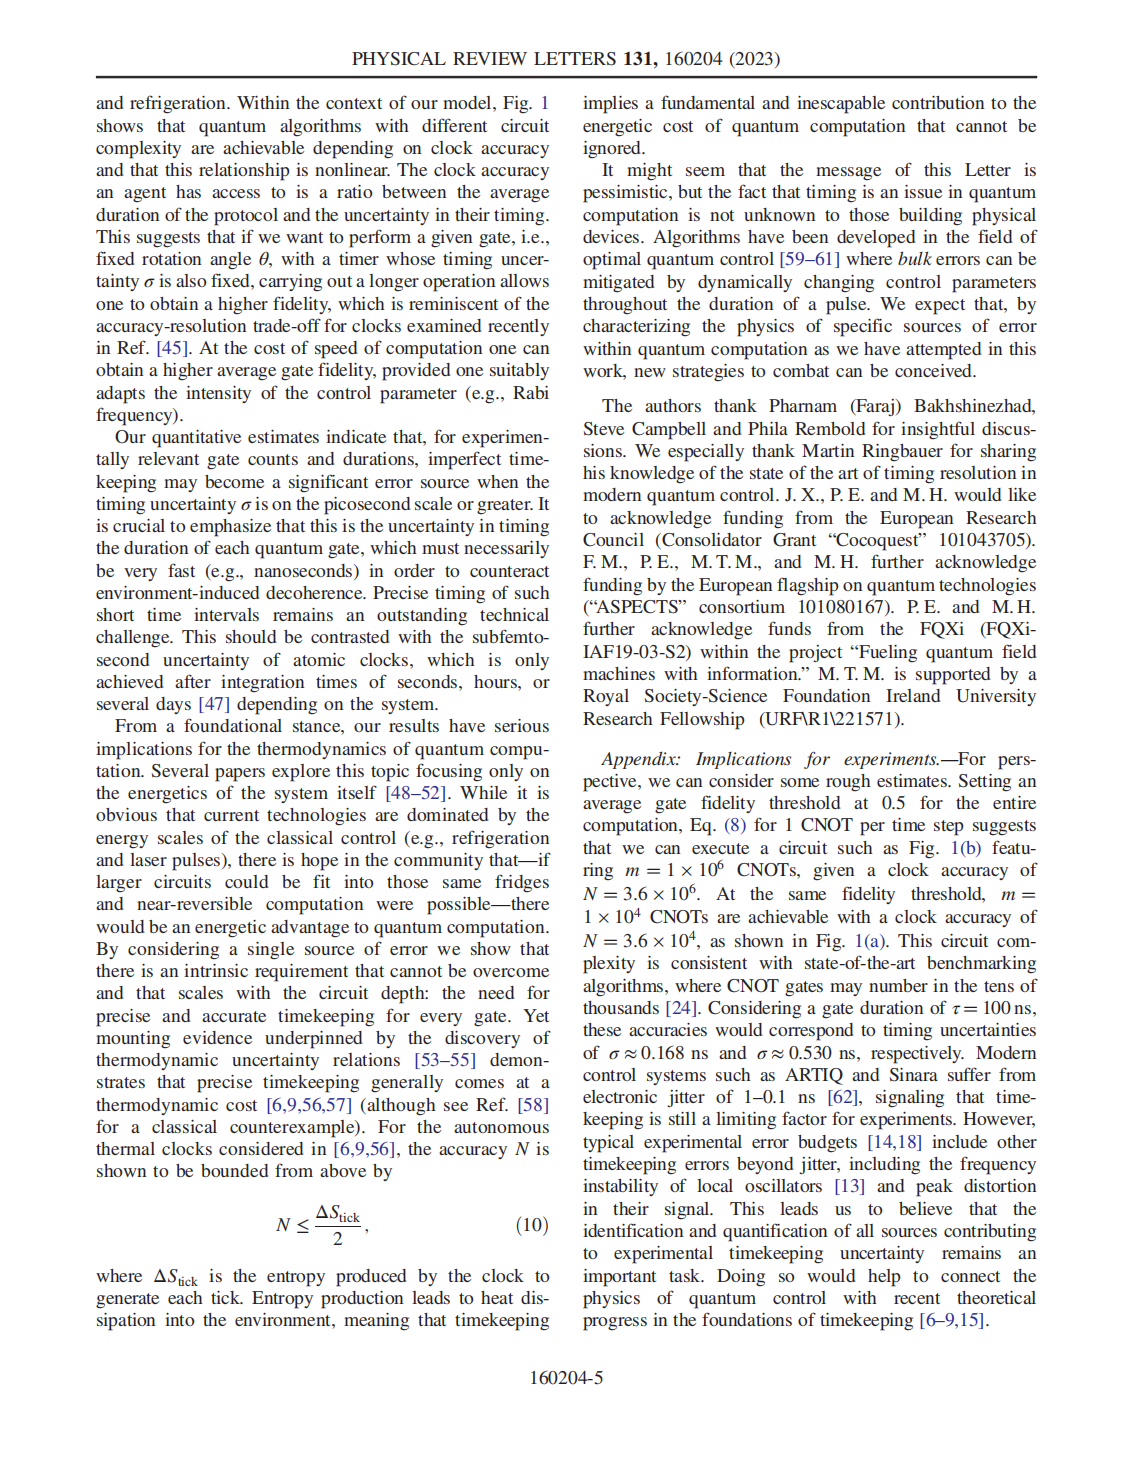 PHYSICAL REVIEW LETTERS 131, 160204 (2023)
and refrigeration. Within the context of our model, Fig. 1
shows that quantum algorithms with different circuit
complexity are achievable depending on clock accuracy
and that this relationship is nonlinear. The clock accuracy
an agent has access to is a ratio between the average
duration of the protocol and the uncertainty in their timing.
This suggests that if we want to perform a given gate, i.e.,
fixed rotation angle θ, with a timer whose timing uncer-
tainty σ is also fixed, carrying out a longer operation allows
one to obtain a higher fidelity, which is reminiscent of the
accuracy-resolution trade-off for clocks examined recently
in Ref. [45]. At the cost of speed of computation one can
obtain a higher average gate fidelity, provided one suitably
adapts the intensity of the control parameter (e.g., Rabi
frequency).
Our quantitative estimates indicate that, for experimen-
tally relevant gate counts and durations, imperfect time-
keeping may become a significant error source when the
timing uncertainty σ is on the picosecond scale or greater. It
is crucial to emphasize that this is the uncertainty in timing
the duration of each quantum gate, which must necessarily
be very fast (e.g., nanoseconds) in order to counteract
environment-induced decoherence. Precise timing of such
short time intervals remains an outstanding technical
challenge. This should be contrasted with the subfemto-
second uncertainty of atomic clocks, which is only
achieved after integration times of seconds, hours, or
several days [47] depending on the system.
From a foundational stance, our results have serious
implications for the thermodynamics of quantum compu-
tation. Several papers explore this topic focusing only on
the energetics of the system itself [48–52]. While it is
obvious that current technologies are dominated by the
energy scales of the classical control (e.g., refrigeration
and laser pulses), there is hope in the community that—if
larger circuits could be fit into those same fridges
and near-reversible computation were possible—there
would be an energetic advantage to quantum computation.
By considering a single source of error we show that
there is an intrinsic requirement that cannot be overcome
and that scales with the circuit depth: the need for
precise and accurate timekeeping for every gate. Yet
mounting evidence underpinned by the discovery of
thermodynamic uncertainty relations [53–55] demon-
strates that precise timekeeping generally comes at a
thermodynamic cost [6,9,56,57] (although see Ref. [58]
for a classical counterexample). For the autonomous
thermal clocks considered in [6,9,56], the accuracy N is
shown to be bounded from above by
N ≤ ΔS_tick / 2, (10)
where ΔS_tick is the entropy produced by the clock to
generate each tick. Entropy production leads to heat dis-
sipation into the environment, meaning that timekeeping
implies a fundamental and inescapable contribution to the
energetic cost of quantum computation that cannot be
ignored.
It might seem that the message of this Letter is
pessimistic, but the fact that timing is an issue in quantum
computation is not unknown to those building physical
devices. Algorithms have been developed in the field of
optimal quantum control [59–61] where bulk errors can be
mitigated by dynamically changing control parameters
throughout the duration of a pulse. We expect that, by
characterizing the physics of specific sources of error
within quantum computation as we have attempted in this
work, new strategies to combat can be conceived.
The authors thank Pharnam (Faraj) Bakhshinezhad,
Steve Campbell and Phila Rembold for insightful discus-
sions. We especially thank Martin Ringbauer for sharing
his knowledge of the state of the art of timing resolution in
modern quantum control. J. X., P. E. and M. H. would like
to acknowledge funding from the European Research
Council (Consolidator Grant “Cocoquest” 101043705).
F. M., P. E., M. T. M., and M. H. further acknowledge
funding by the European flagship on quantum technologies
(“ASPECTS” consortium 101080167). P. E. and M. H.
further acknowledge funds from the FQXi (FQXi-
IAF19-03-S2) within the project “Fueling quantum field
machines with information.” M. T. M. is supported by a
Royal Society-Science Foundation Ireland University
Research Fellowship (URF\R1\221571).
Appendix: Implications for experiments.—For pers-
pective, we can consider some rough estimates. Setting an
average gate fidelity threshold at 0.5 for the entire
computation, Eq. (8) for 1 CNOT per time step suggests
that we can execute a circuit such as Fig. 1(b) featu-
ring m = 1 × 10⁶ CNOTs, given a clock accuracy of
N = 3.6 × 10⁶. At the same fidelity threshold, m =
1 × 10⁴ CNOTs are achievable with a clock accuracy of
N = 3.6 × 10⁴, as shown in Fig. 1(a). This circuit com-
plexity is consistent with state-of-the-art benchmarking
algorithms, where CNOT gates may number in the tens of
thousands [24]. Considering a gate duration of τ = 100 ns,
these accuracies would correspond to timing uncertainties
of σ ≈ 0.168 ns and σ ≈ 0.530 ns, respectively. Modern
control systems such as ARTIQ and Sinara suffer from
electronic jitter of 1–0.1 ns [62], signaling that time-
keeping is still a limiting factor for experiments. However,
typical experimental error budgets [14,18] include other
timekeeping errors beyond jitter, including the frequency
instability of local oscillators [13] and peak distortion
in their signal. This leads us to believe that the
identification and quantification of all sources contributing
to experimental timekeeping uncertainty remains an
important task. Doing so would help to connect the
physics of quantum control with recent theoretical
progress in the foundations of timekeeping [6–9,15].
160204-5